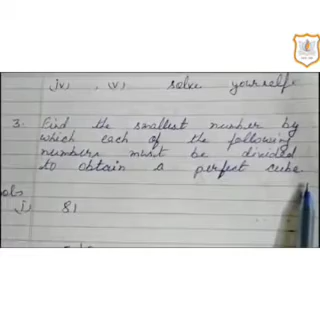 iv) , (v) solve yourself
3. Find the smallest number by
which each of the following
numbers must be divided
to obtain a perfect cube
i) 81